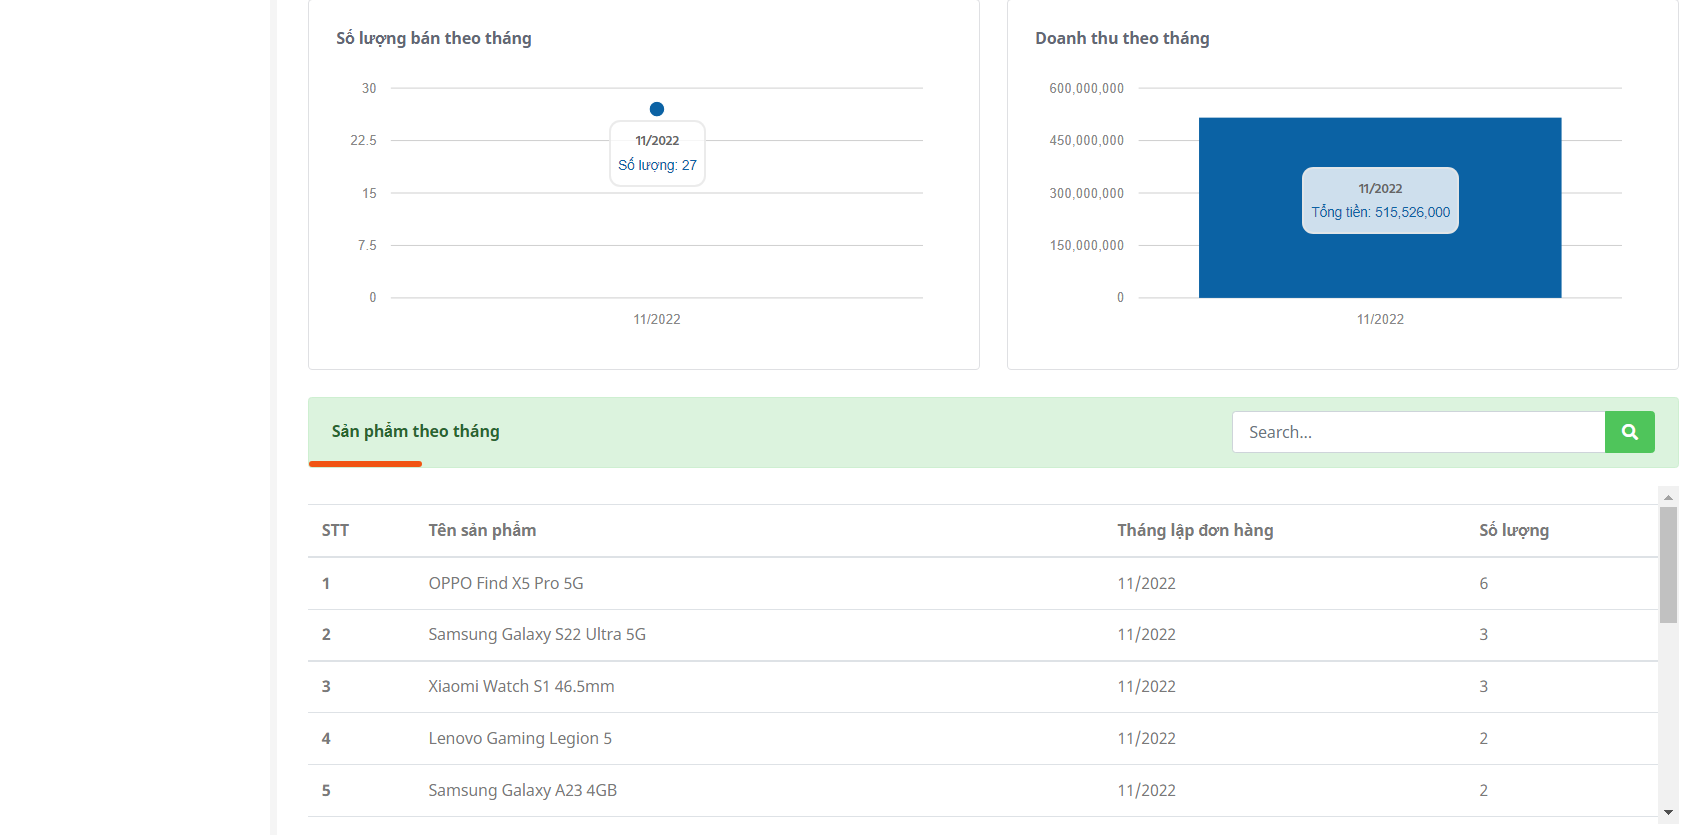 Số lượng bán theo tháng
30
22.5
15
7.5
0
11/2022
Số lượng: 27
11/2022
Doanh thu theo tháng
600,000,000
450,000,000
300,000,000
150,000,000
0
11/2022
Tổng tiền: 515,526,000
11/2022
Sản phẩm theo tháng
Search...
STT Tên sản phẩm Tháng lập đơn hàng Số lượng
1 OPPO Find X5 Pro 5G 11/2022 6
2 Samsung Galaxy S22 Ultra 5G 11/2022 3
3 Xiaomi Watch S1 46.5mm 11/2022 3
4 Lenovo Gaming Legion 5 11/2022 2
5 Samsung Galaxy A23 4GB 11/2022 2